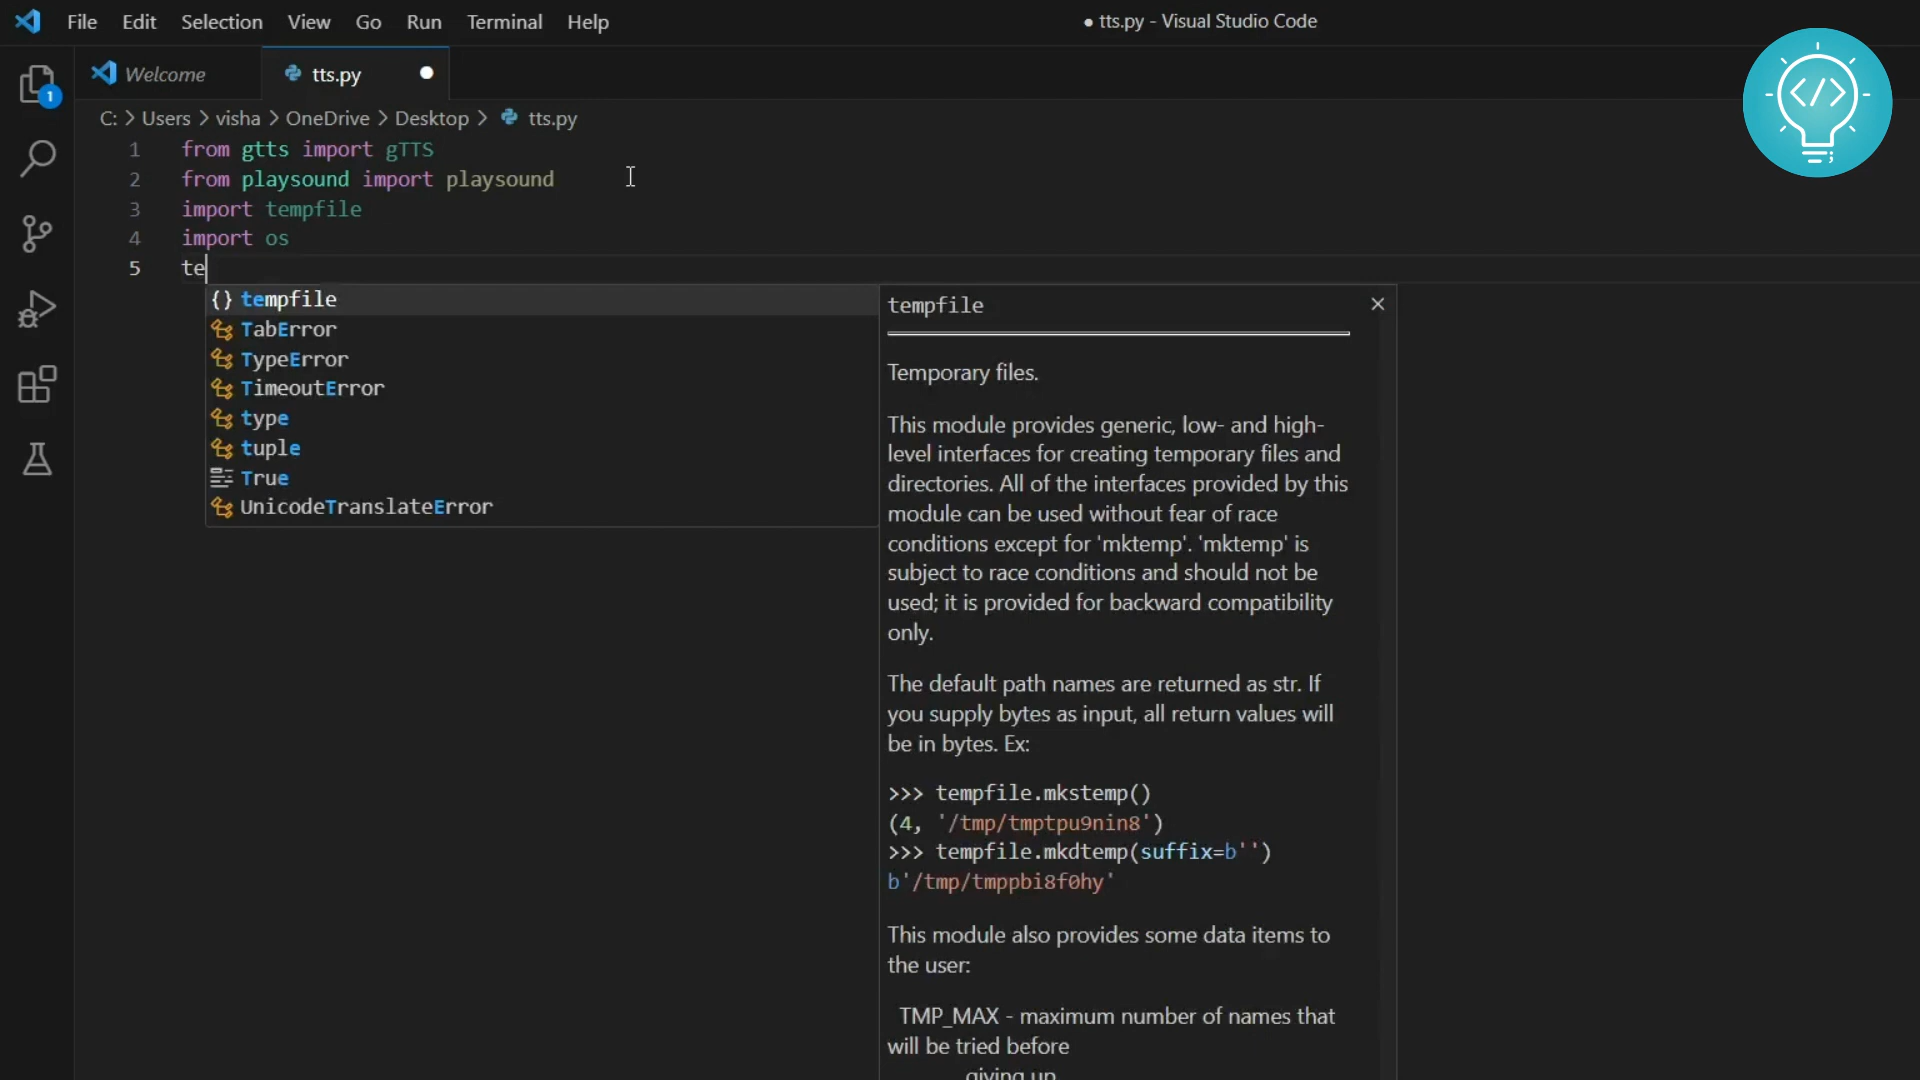 File Edit Selection View Go Run Terminal Help
● tts.py - Visual Studio Code
Welcome
tts.py
1
C: > Users > visha > OneDrive > Desktop > tts.py
1 from gtts import gTTS
2 from playsound import playsound
3 import tempfile
4 import os
5 te
{} tempfile
TabError
TypeError
TimeoutError
type
tuple
True
UnicodeTranslateError
tempfile
Temporary files.
This module provides generic, low- and high-
level interfaces for creating temporary files and
directories. All of the interfaces provided by this
module can be used without fear of race
conditions except for 'mktemp'. 'mktemp' is
subject to race conditions and should not be
used; it is provided for backward compatibility
only.
The default path names are returned as str. If
you supply bytes as input, all return values will
be in bytes. Ex:
>>> tempfile.mkstemp()
(4, '/tmp/tmptpu9nin8')
>>> tempfile.mkdtemp(suffix=b'')
b'/tmp/tmppbi8f0hy'
This module also provides some data items to
the user:
TMP_MAX - maximum number of names that
will be tried before
giving up